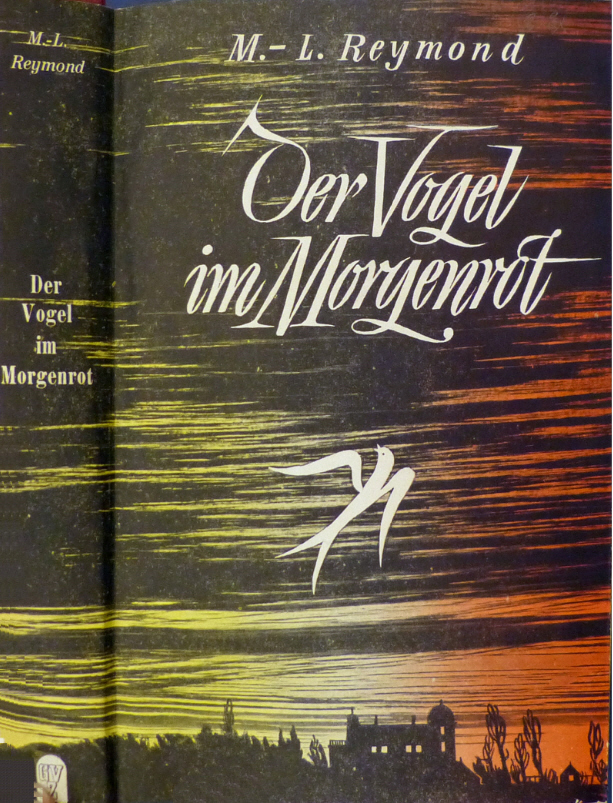 M.-L.
Reymond
Der
Vogel
im
Morgenrot
M.- L. Reymond
Der Vogel
im Morgenrot